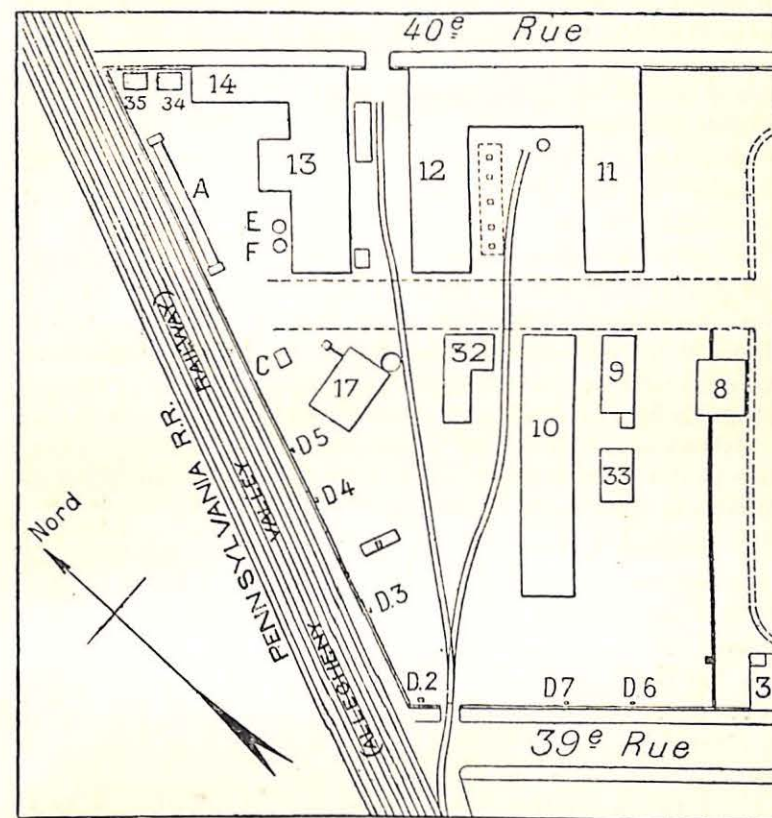 40e Rue
35
34
14
13
12
11
A
E
F
C
17
32
10
9
8
33
D5
D4
D.3
D.2
D7
D6
3
PENNSYLVANIA R.R.
(ALLEGHENY
VALLEY
RAILWAY)
Nord
39e Rue